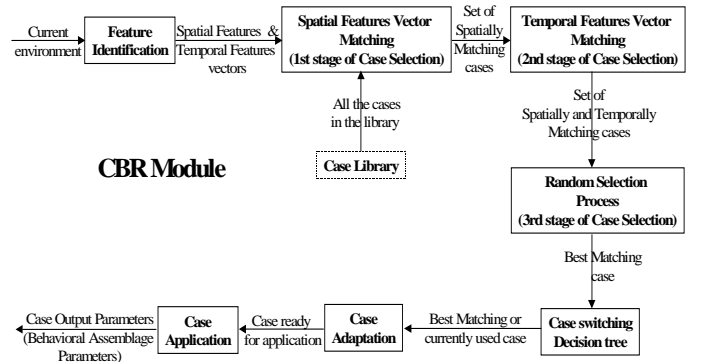 Current
environment
Feature
Identification
Spatial Features &
Temporal Features
vectors
Spatial Features Vector
Matching
(1st stage of Case Selection)
Set of
Spatially
Matching
cases
Temporal Features Vector
Matching
(2nd stage of Case Selection)
All the cases
in the library
Case Library
CBR Module
Set of
Spatially and Temporally
Matching cases
Random Selection
Process
(3rd stage of Case Selection)
Best Matching
case
Case switching
Decision tree
Best Matching or
currently used case
Case
Adaptation
Case ready
for application
Case
Application
Case Output Parameters
(Behavioral Assemblage
Parameters)